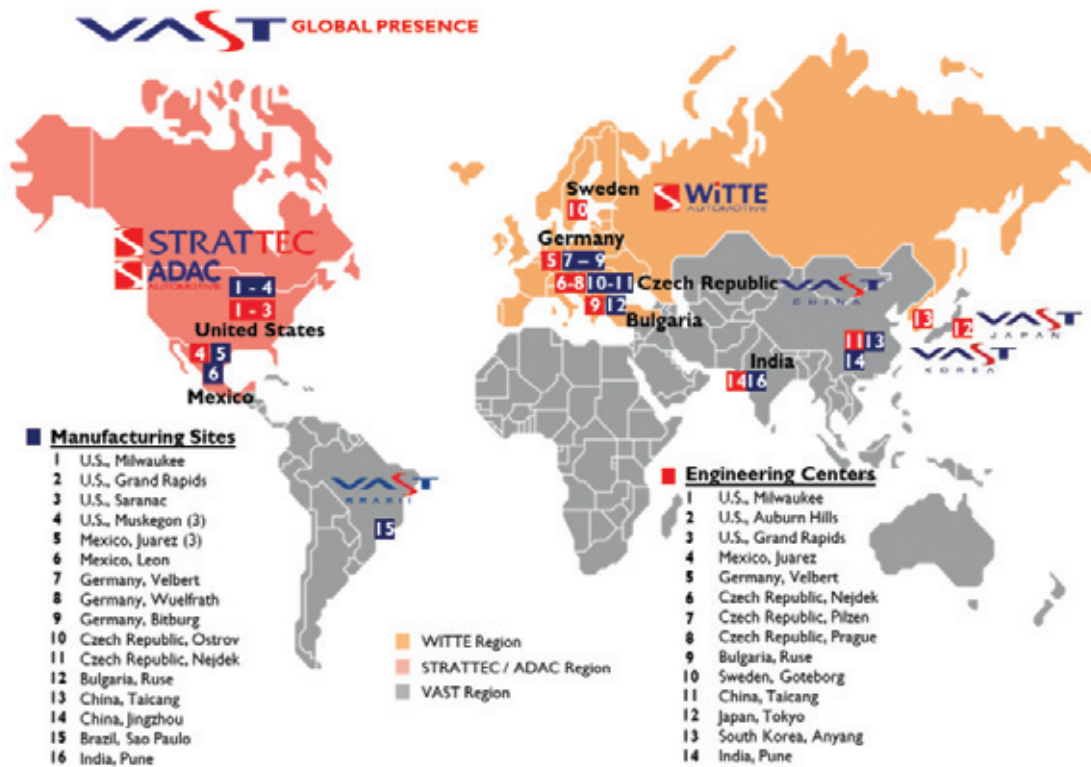 VAST GLOBAL PRESENCE
Sweden
10
WiTTE
AUTOMOTIVE
Germany
5 7 – 9
STRATTEC
ADAC
AUTOMOTIVE
6-8 10-11 Czech Republic
VAST
CHINA
1 - 4
1 - 3
9 12
Bulgaria
United States
13
12 VAST
JAPAN
11 13
14
VAST
KOREA
4 5
6
Mexico
India
14 16
VAST
BRASIL
15
Manufacturing Sites
1 U.S., Milwaukee
2 U.S., Grand Rapids
3 U.S., Saranac
4 U.S., Muskegon (3)
5 Mexico, Juarez (3)
6 Mexico, Leon
7 Germany, Velbert
8 Germany, Wuelfrath
9 Germany, Bitburg
10 Czech Republic, Ostrov
11 Czech Republic, Nejdek
12 Bulgaria, Ruse
13 China, Taicang
14 China, Jingzhou
15 Brazil, Sao Paulo
16 India, Pune
WITTE Region
STRATTEC / ADAC Region
VAST Region
Engineering Centers
1 U.S., Milwaukee
2 U.S., Auburn Hills
3 U.S., Grand Rapids
4 Mexico, Juarez
5 Germany, Velbert
6 Czech Republic, Nejdek
7 Czech Republic, Pilzen
8 Czech Republic, Prague
9 Bulgaria, Ruse
10 Sweden, Goteborg
11 China, Taicang
12 Japan, Tokyo
13 South Korea, Anyang
14 India, Pune